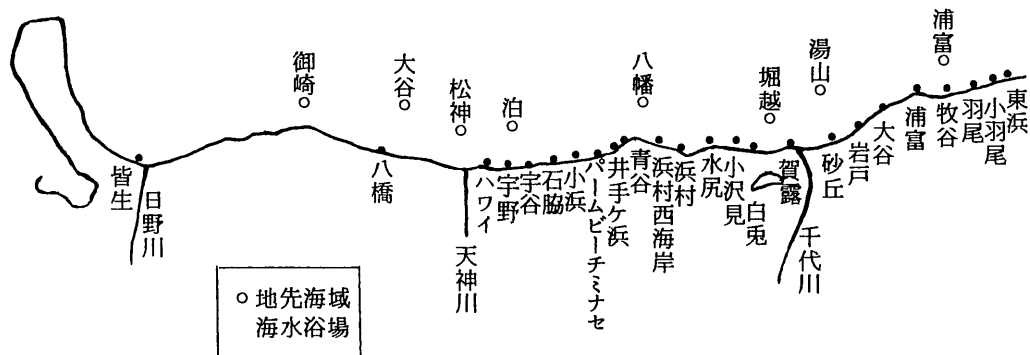 御崎
大谷
松神
泊
八幡
堀越
湯山
浦富
皆生
日野川
八橋
天神川
ハワイ
宇野
宇谷
石脇
小浜
パームビーチミナセ
井手ケ浜
青谷
浜村西海岸
浜村
水尻
小沢見
白兎
賀露
千代川
砂丘
岩戸
大谷
浦富
牧谷
羽尾
小羽尾
東浜
○ 地先海域
海水浴場